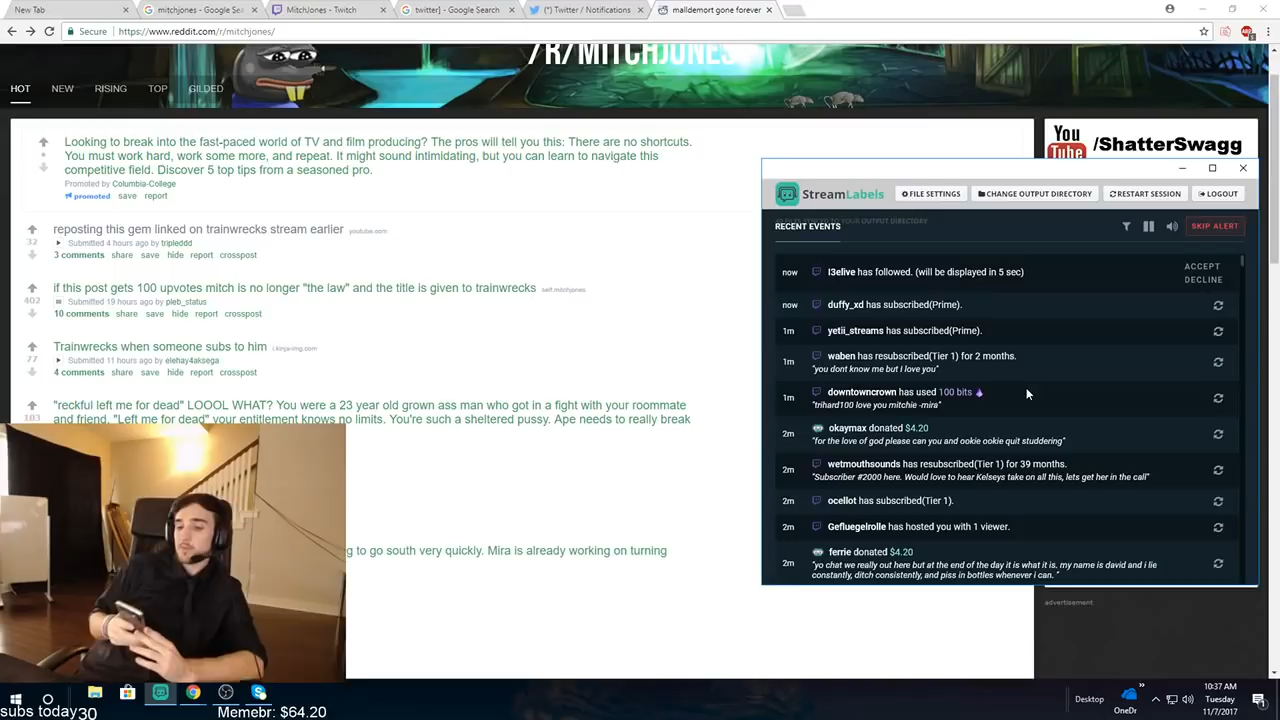 New Tab
mitchjones - Google Se
MitchJones - Twitch
twitter] - Google Search
(*) Twitter / Notifications
malldemort gone forever
Secure
https://www.reddit.com/r/mitchjones/
/R/MITCHJONES
HOT
NEW
RISING
TOP
GILDED
Looking to break into the fast-paced world of TV and film producing? The pros will tell you this: There are no shortcuts.
You must work hard, work some more, and repeat. It might sound intimidating, but you can learn to navigate this
competitive field. Discover 5 top tips from a seasoned pro.
Promoted by Columbia-College
promoted save report
32
reposting this gem linked on trainwrecks stream earlier youtube.com
Submitted 4 hours ago by tripleddd
3 comments share save hide report crosspost
402
if this post gets 100 upvotes mitch is no longer "the law" and the title is given to trainwrecks self.mitchjones
Submitted 19 hours ago by pleb_status
10 comments share save hide report crosspost
77
Trainwrecks when someone subs to him
Submitted 11 hours ago by elehay4aksega
4 comments share save hide report crosspost
103
"reckful left me for dead" LOOOL WHAT? You were a 23 year old grown ass man who got in a fight with your roommate
and friend. "Left me for dead" your entitlement knows no limits. You're such a sheltered pussy. Ape needs to really break
g to go south very quickly. Mira is already working on turning
You
Tube
/ShatterSwagg
StreamLabels
FILE SETTINGS
CHANGE OUTPUT DIRECTORY
RESTART SESSION
LOGOUT
RECENT EVENTS
SKIP ALERT
now l3elive has followed. (will be displayed in 5 sec)
ACCEPT
DECLINE
now duffy_xd has subscribed(Prime).
1m yetii_streams has subscribed(Prime).
1m waben has resubscribed(Tier 1) for 2 months.
"you dont know me but I love you"
1m downtowncrown has used 100 bits
"trihard100 love you mitchie -mira"
2m okaymax donated $4.20
"for the love of god please can you and ookie ookie quit studdering"
2m wetmouthsounds has resubscribed(Tier 1) for 39 months.
"Subscriber #2000 here. Would love to hear Kelseys take on all this, lets get her in the call"
2m ocellot has subscribed(Tier 1).
2m Gefluegelrolle has hosted you with 1 viewer.
2m ferrie donated $4.20
"yo chat we really out here but at the end of the day it is what it is. my name is david and i lie
constantly, ditch consistently, and piss in bottles whenever i can. "
advertisement
subs today30
Memebr: $64.20
Desktop
OneDr
10:37 AM
Tuesday
11/7/2017